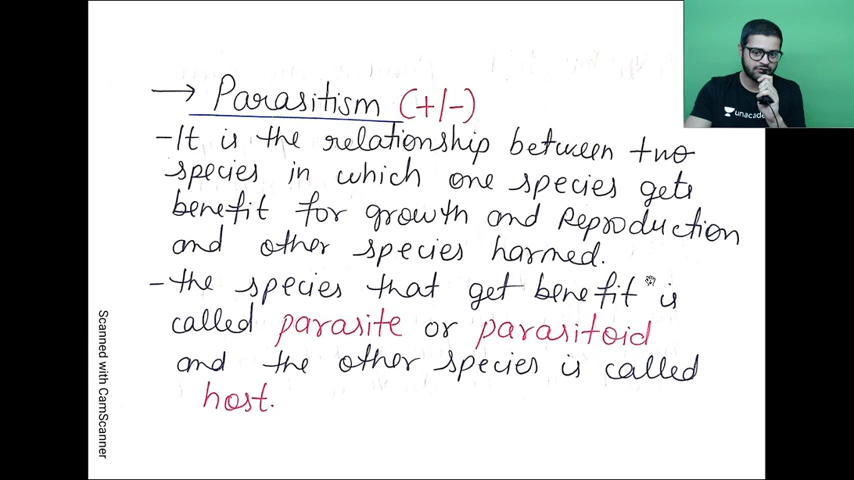 → Parasitism (+/-)
- It is the relationship between two
species in which one species gets
benefit for growth and Reproduction
and other species harmed.
- the species that get benefit is
called parasite or parasitoid
and the other species is called
host.
Scanned with CamScanner
unacade